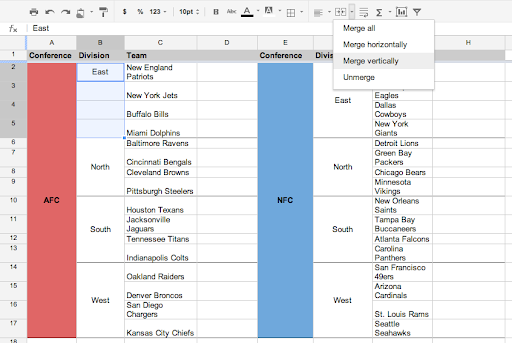 $ % 123 10pt B Abc A A Σ
fx East
Merge all
Merge horizontally
Merge vertically
Unmerge
A B C D E H
1 Conference Division Team Conference
2 East New England
Patriots
3 New York Jets Eagles
4 Buffalo Bills East Dallas
Cowboys
5 Miami Dolphins New York
Giants
6 Baltimore Ravens Detroit Lions
7 Cincinnati Bengals Green Bay
Packers
8 North Cleveland Browns North Chicago Bears
9 Pittsburgh Steelers Minnesota
Vikings
10 AFC Houston Texans NFC New Orleans
Saints
11 Jacksonville
Jaguars Tampa Bay
Buccaneers
12 South Tennessee Titans South Atlanta Falcons
13 Indianapolis Colts Carolina
Panthers
14 Oakland Raiders San Francisco
49ers
15 Denver Broncos Arizona
Cardinals
16 West San Diego
Chargers West St. Louis Rams
17 Kansas City Chiefs Seattle
Seahawks
18